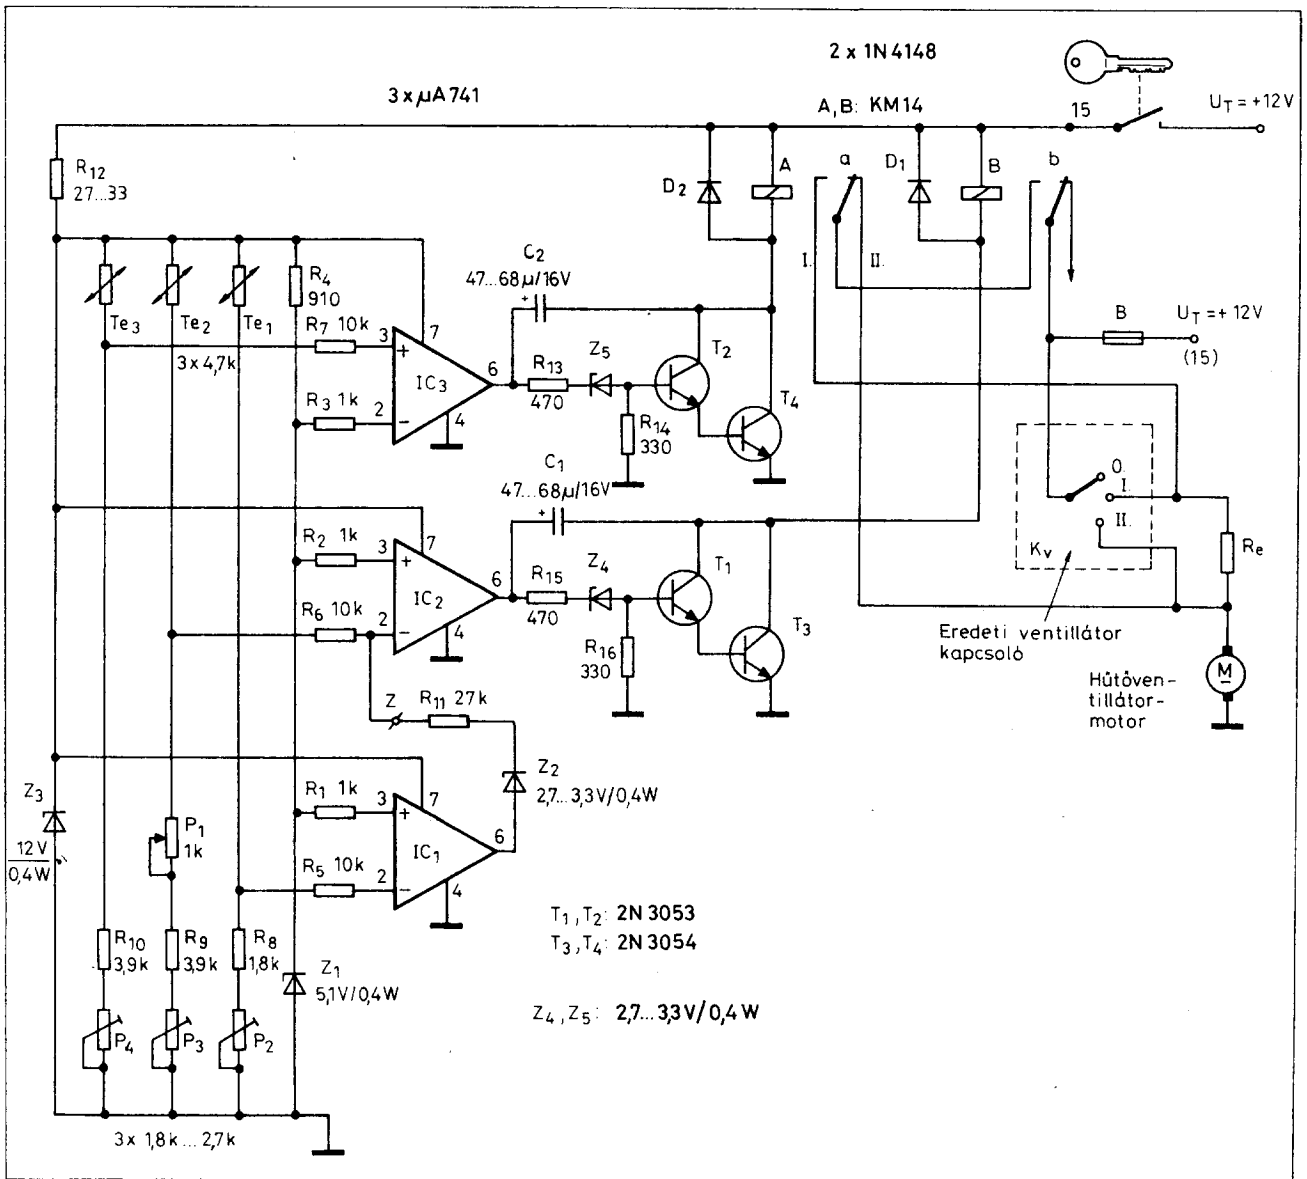 2 x 1N4148
3 x μA741
A,B: KM14
15
U_T = +12V
R12
27...33
D2
A
a
D1
B
b
I.
II.
C2
47...68μ/16V
+
R4
910
Te3
Te2
Te1
R7 10k
3 x 4,7k
3
+
7
IC3
6
R3 1k
2
−
4
R13
470
Z5
T2
R14
330
T4
B
U_T = + 12V
(15)
C1
47...68μ/16V
+
0.
I.
II.
Kv
Re
R2 1k
3
+
7
IC2
6
R6 10k
2
−
4
R15
470
Z4
T1
R16
330
T3
Eredeti ventillátor
kapcsoló
M
Hűtőven-
tillátor-
motor
Z
R11 27k
Z2
2,7...3,3V/0,4W
Z3
12V
0,4W
P1
1k
R1 1k
3
+
7
IC1
6
R5 10k
2
−
4
T1, T2: 2N3053
T3, T4: 2N3054
R10
3,9k
R9
3,9k
R8
1,8k
Z1
5,1V/0,4W
Z4, Z5: 2,7...3,3V/0,4W
P4
P3
P2
3x 1,8k...2,7k